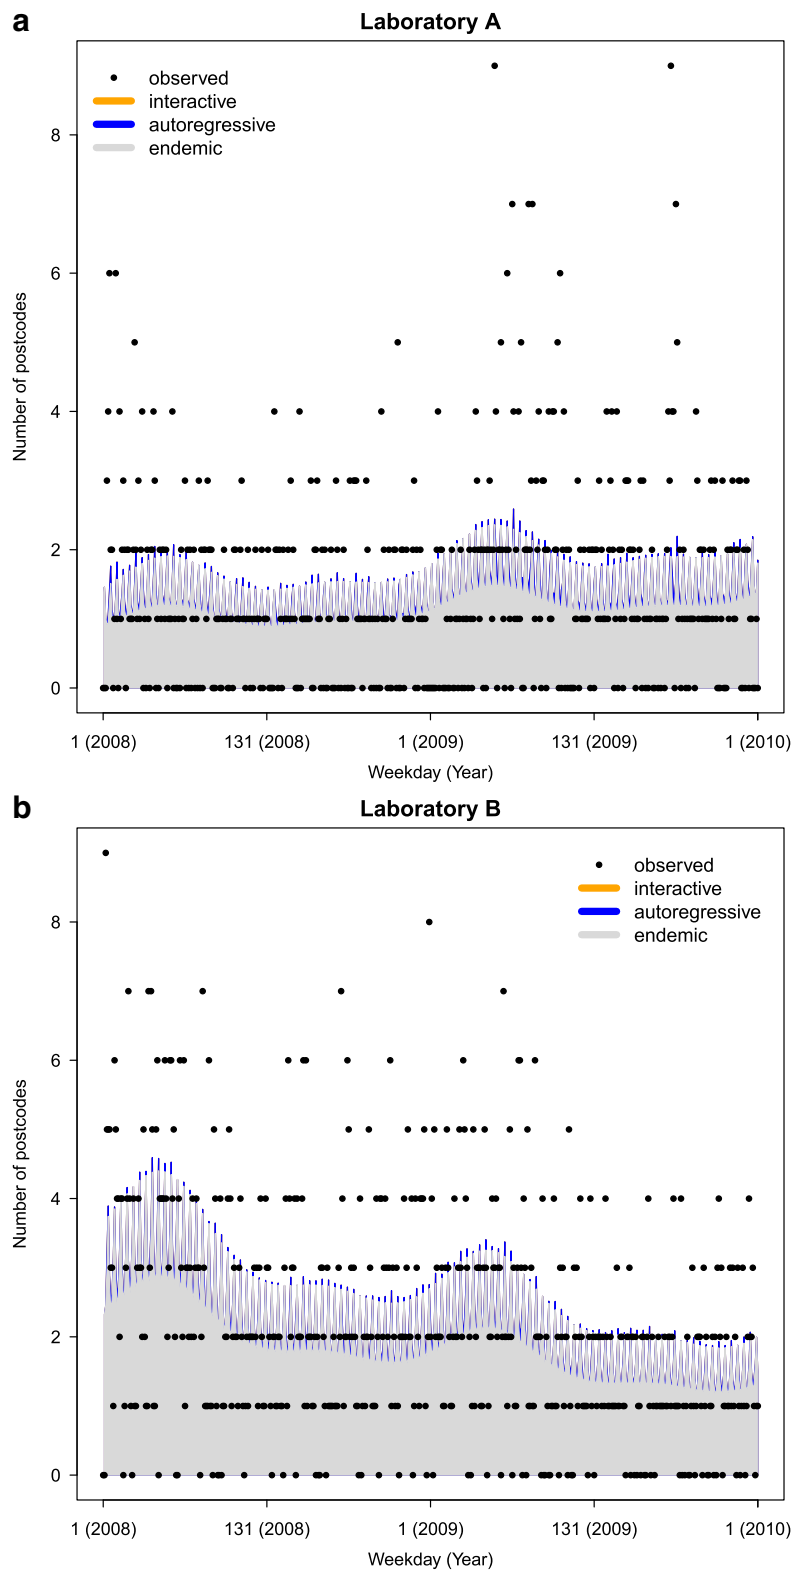 a
Laboratory A
observed
interactive
autoregressive
endemic
Number of postcodes
8
6
4
2
0
1 (2008)
131 (2008)
1 (2009)
131 (2009)
1 (2010)
Weekday (Year)
b
Laboratory B
observed
interactive
autoregressive
endemic
Number of postcodes
8
6
4
2
0
1 (2008)
131 (2008)
1 (2009)
131 (2009)
1 (2010)
Weekday (Year)